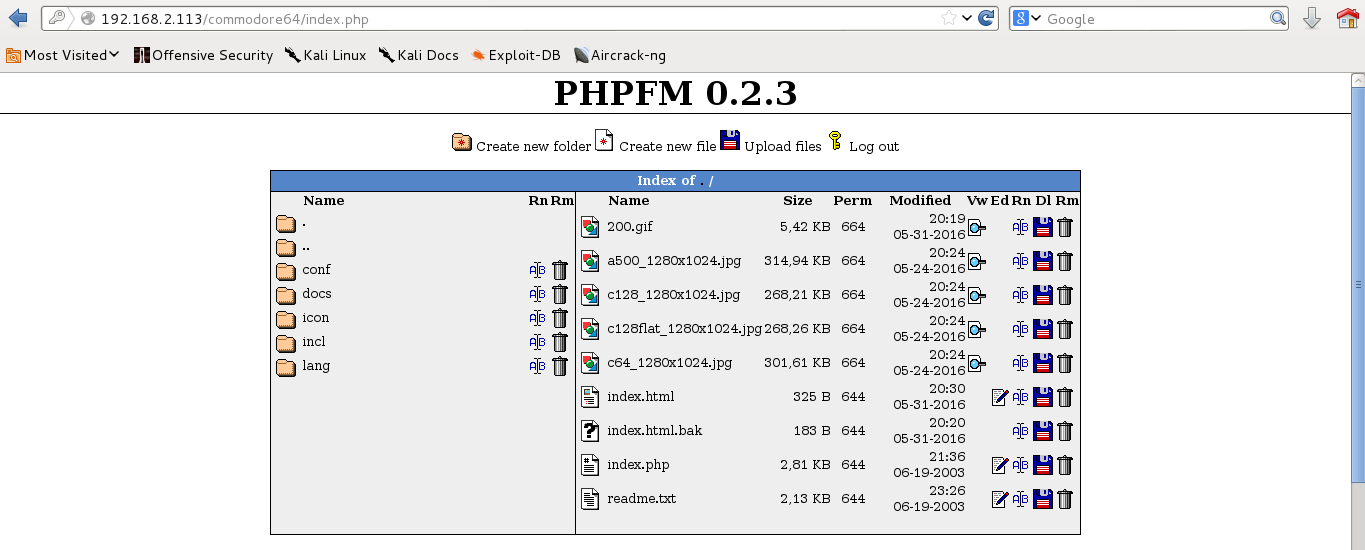 192.168.2.113/commodore64/index.php
Google
Most Visited
Offensive Security
Kali Linux
Kali Docs
Exploit-DB
Aircrack-ng
PHPFM 0.2.3
Create new folder Create new file Upload files Log out
Index of . /
Name Rn Rm
.
..
conf
docs
icon
incl
lang
Name Size Perm Modified Vw Ed Rn Dl Rm
200.gif 5,42 KB 664 20:19
05-31-2016
a500_1280x1024.jpg 314,94 KB 664 20:24
05-24-2016
c128_1280x1024.jpg 268,21 KB 664 20:24
05-24-2016
c128flat_1280x1024.jpg 268,26 KB 664 20:24
05-24-2016
c64_1280x1024.jpg 301,61 KB 664 20:24
05-24-2016
index.html 325 B 644 20:30
05-31-2016
index.html.bak 183 B 644 20:20
05-31-2016
index.php 2,81 KB 644 21:36
06-19-2003
readme.txt 2,13 KB 644 23:26
06-19-2003